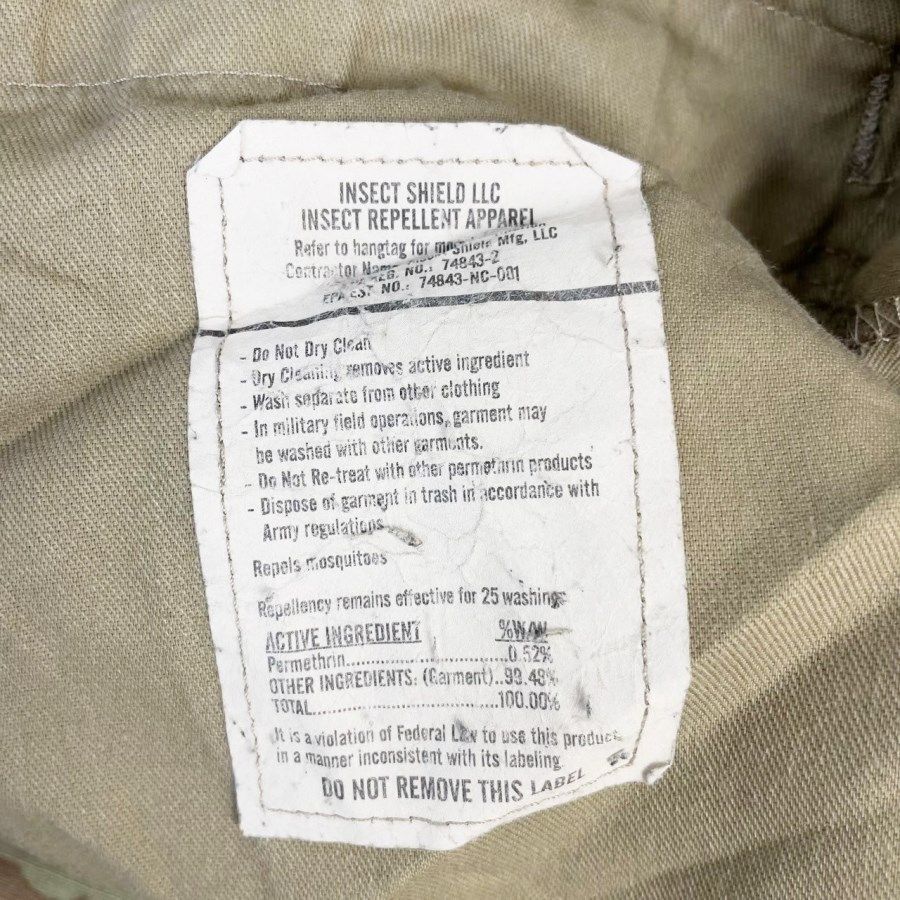 INSECT SHIELD LLC
INSECT REPELLENT APPAREL
Refer to hangtag for Mfg, LLC
Contractor Name
REG. NO.: 74843-2
EPA EST NO.: 74843-NC-001
- Do Not Dry Clean
- Dry Cleaning removes active ingredient
- Wash separate from other clothing
- In military field operations, garment may
be washed with other garments.
- Do Not Re-treat with other permethrin products
- Dispose of garment in trash in accordance with
Army regulations
Repels mosquitoes
Repellency remains effective for 25 washings
ACTIVE INGREDIENT %W/W
Permethrin............................0.52%
OTHER INGREDIENTS: (Garment)..99.48%
TOTAL................................100.00%
It is a violation of Federal Law to use this product
in a manner inconsistent with its labeling
DO NOT REMOVE THIS LABEL